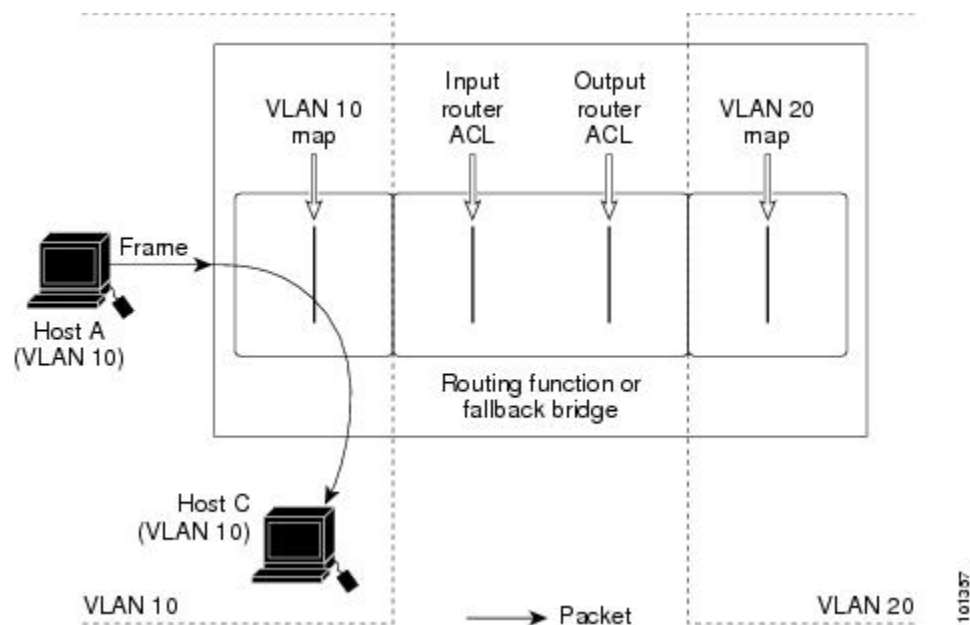 VLAN 10
map
Input
router
ACL
Output
router
ACL
VLAN 20
map
Frame
Host A
(VLAN 10)
Routing function or
fallback bridge
Host C
(VLAN 10)
VLAN 10
Packet
VLAN 20
101357